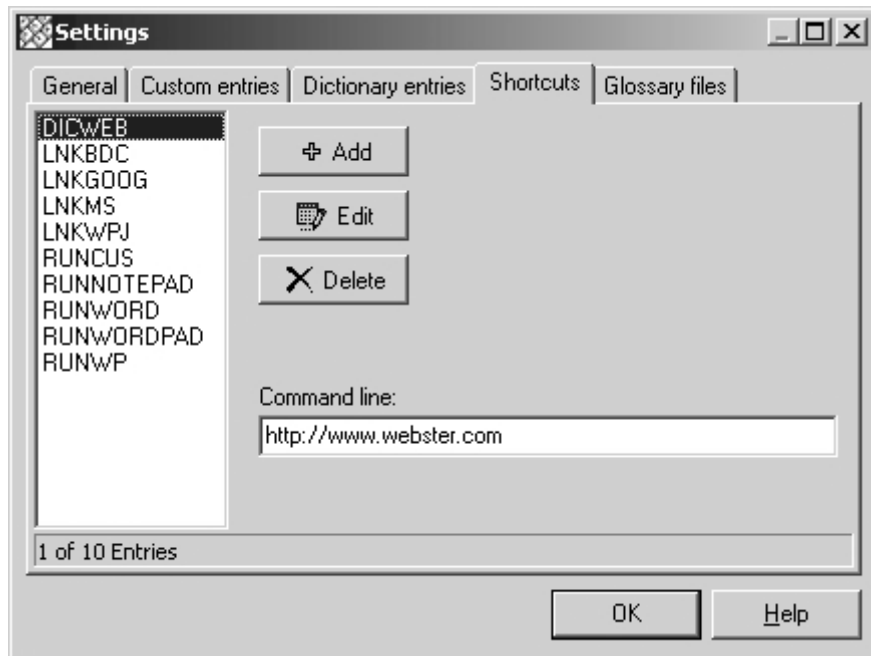 Settings
General Custom entries Dictionary entries Shortcuts Glossary files
DICWEB
LNKBDC
LNKGOOG
LNKMS
LNKWPJ
RUNCUS
RUNNOTEPAD
RUNWORD
RUNWORDPAD
RUNWP
Add
Edit
Delete
Command line:
http://www.webster.com
1 of 10 Entries
OK Help